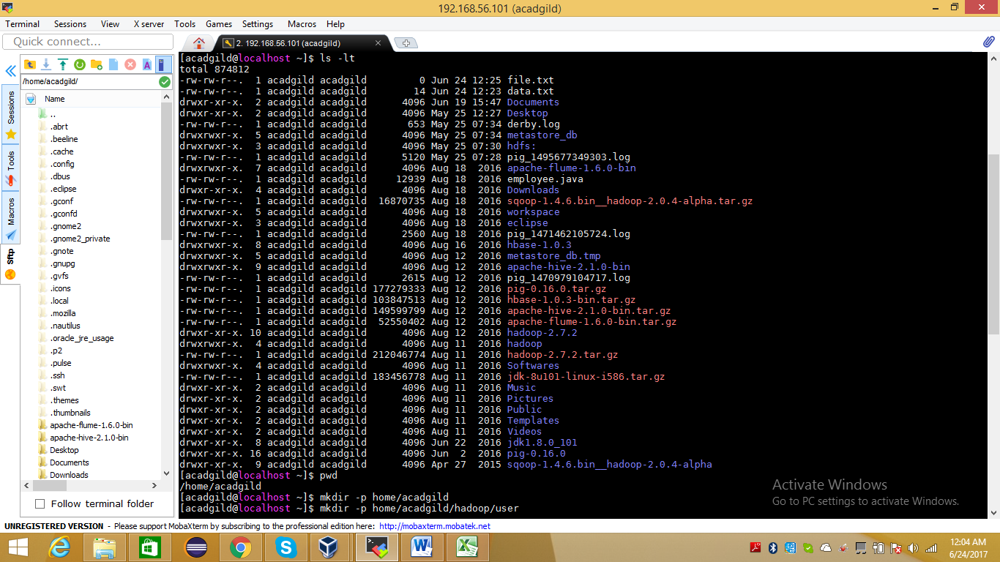 192.168.56.101 (acadgild)
Terminal Sessions View X server Tools Games Settings Macros Help
Quick connect...
2. 192.168.56.101 (acadgild)
/home/acadgild/
Name
..
.abrt
.beeline
.cache
.config
.dbus
.eclipse
.gconf
.gconfd
.gnome2
.gnome2_private
.gnote
.gnupg
.gvfs
.icons
.local
.mozilla
.nautilus
.oracle_jre_usage
.p2
.pulse
.ssh
.swt
.themes
.thumbnails
apache-flume-1.6.0-bin
apache-hive-2.1.0-bin
Desktop
Documents
Downloads
Follow terminal folder
Sessions
Tools
Macros
Sftp
[acadgild@localhost ~]$ ls -lt
total 874812
-rw-rw-r--. 1 acadgild acadgild 0 Jun 24 12:25 file.txt
-rw-rw-r--. 1 acadgild acadgild 14 Jun 24 12:23 data.txt
drwxr-xr-x. 2 acadgild acadgild 4096 Jun 19 15:47 Documents
drwxr-xr-x. 2 acadgild acadgild 4096 May 25 12:27 Desktop
-rw-rw-r--. 1 acadgild acadgild 653 May 25 07:34 derby.log
drwxrwxr-x. 5 acadgild acadgild 4096 May 25 07:34 metastore_db
drwxrwxr-x. 3 acadgild acadgild 4096 May 25 07:30 hdfs:
-rw-rw-r--. 1 acadgild acadgild 5120 May 25 07:28 pig_1495677349303.log
drwxrwxr-x. 7 acadgild acadgild 4096 Aug 18 2016 apache-flume-1.6.0-bin
-rw-rw-r--. 1 acadgild acadgild 12939 Aug 18 2016 employee.java
drwxr-xr-x. 4 acadgild acadgild 4096 Aug 18 2016 Downloads
-rw-rw-r--. 1 acadgild acadgild 16870735 Aug 18 2016 sqoop-1.4.6.bin__hadoop-2.0.4-alpha.tar.gz
drwxrwxr-x. 5 acadgild acadgild 4096 Aug 18 2016 workspace
drwxrwxr-x. 3 acadgild acadgild 4096 Aug 18 2016 eclipse
-rw-rw-r--. 1 acadgild acadgild 2560 Aug 18 2016 pig_1471462105724.log
drwxrwxr-x. 8 acadgild acadgild 4096 Aug 16 2016 hbase-1.0.3
drwxrwxr-x. 5 acadgild acadgild 4096 Aug 12 2016 metastore_db.tmp
drwxrwxr-x. 9 acadgild acadgild 4096 Aug 12 2016 apache-hive-2.1.0-bin
-rw-rw-r--. 1 acadgild acadgild 2615 Aug 12 2016 pig_1470979104717.log
-rw-rw-r--. 1 acadgild acadgild 177279333 Aug 12 2016 pig-0.16.0.tar.gz
-rw-rw-r--. 1 acadgild acadgild 103847513 Aug 12 2016 hbase-1.0.3-bin.tar.gz
-rw-rw-r--. 1 acadgild acadgild 149599799 Aug 12 2016 apache-hive-2.1.0-bin.tar.gz
-rw-rw-r--. 1 acadgild acadgild 52550402 Aug 12 2016 apache-flume-1.6.0-bin.tar.gz
drwxr-xr-x. 10 acadgild acadgild 4096 Aug 12 2016 hadoop-2.7.2
drwxrwxr-x. 4 acadgild acadgild 4096 Aug 11 2016 hadoop
-rw-rw-r--. 1 acadgild acadgild 212046774 Aug 11 2016 hadoop-2.7.2.tar.gz
drwxrwxr-x. 4 acadgild acadgild 4096 Aug 11 2016 Softwares
-rw-rw-r--. 1 acadgild acadgild 183456778 Aug 11 2016 jdk-8u101-linux-i586.tar.gz
drwxr-xr-x. 2 acadgild acadgild 4096 Aug 11 2016 Music
drwxr-xr-x. 2 acadgild acadgild 4096 Aug 11 2016 Pictures
drwxr-xr-x. 2 acadgild acadgild 4096 Aug 11 2016 Public
drwxr-xr-x. 2 acadgild acadgild 4096 Aug 11 2016 Templates
drwxr-xr-x. 2 acadgild acadgild 4096 Aug 11 2016 Videos
drwxr-xr-x. 8 acadgild acadgild 4096 Jun 22 2016 jdk1.8.0_101
drwxr-xr-x. 16 acadgild acadgild 4096 Jun 2 2016 pig-0.16.0
drwxr-xr-x. 9 acadgild acadgild 4096 Apr 27 2015 sqoop-1.4.6.bin__hadoop-2.0.4-alpha
[acadgild@localhost ~]$ pwd
/home/acadgild
[acadgild@localhost ~]$ mkdir -p home/acadgild
[acadgild@localhost ~]$ mkdir -p home/acadgild/hadoop/user
Activate Windows
Go to PC settings to activate Windows.
UNREGISTERED VERSION - Please support MobaXterm by subscribing to the professional edition here: http://mobaxterm.mobatek.net
12:04 AM
6/24/2017